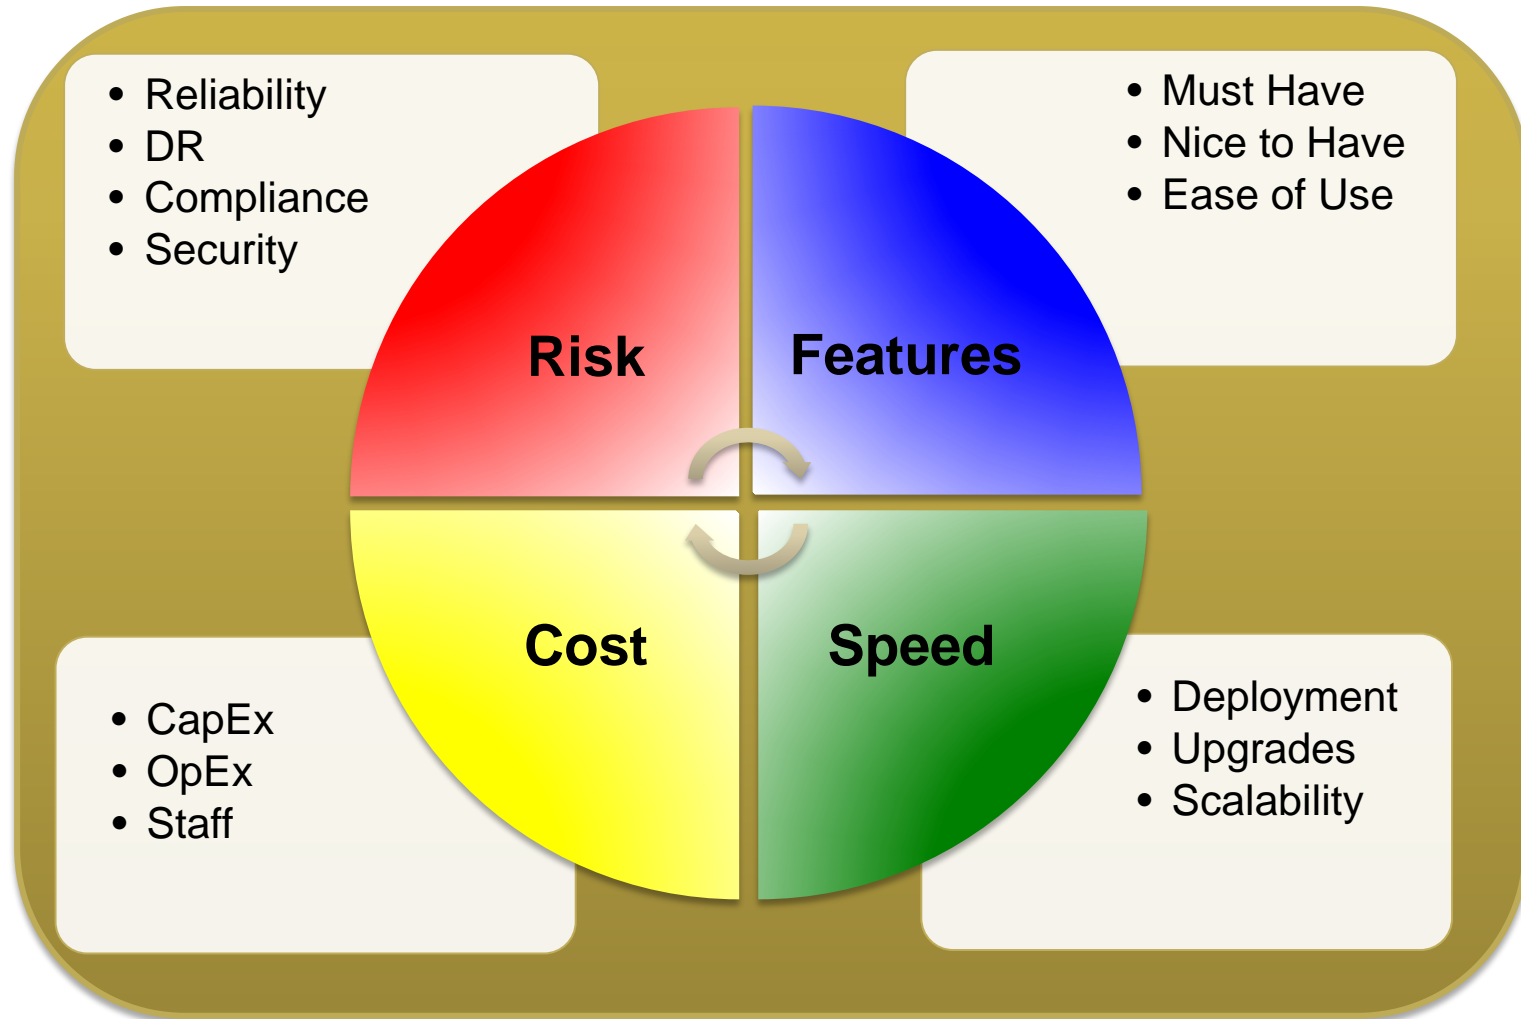 • Reliability
• DR
• Compliance
• Security
• Must Have
• Nice to Have
• Ease of Use
Risk
Features
Cost
Speed
• CapEx
• OpEx
• Staff
• Deployment
• Upgrades
• Scalability